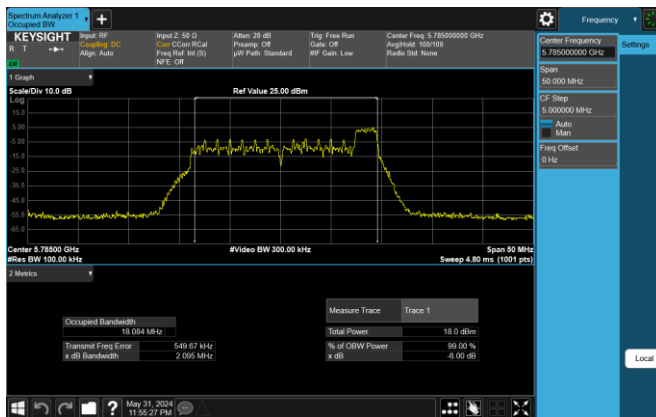 Spectrum Analyzer 1
Occupied BW
Frequency
KEYSIGHT
R T
Input: RF
Coupling: DC
Align: Auto
Input Z: 50 Ω
Corr CCorr RCal
Freq Ref: Int (S)
NFE: Off
Atten: 20 dB
Preamp: Off
µW Path: Standard
Trig: Free Run
Gate: Off
#IF Gain: Low
Center Freq: 5.785000000 GHz
Avg|Hold: 100/100
Radio Std: None
Center Frequency
5.785000000 GHz
Settings
Span
50.000 MHz
CF Step
5.000000 MHz
Auto
Man
Freq Offset
0 Hz
Local
1 Graph
Scale/Div 10.0 dB
Ref Value 25.00 dBm
Log
15.0
5.00
-5.00
-15.0
-25.0
-35.0
-45.0
-55.0
-65.0
Center 5.78500 GHz
#Video BW 300.00 kHz
Span 50 MHz
#Res BW 100.00 kHz
Sweep 4.80 ms (1001 pts)
2 Metrics
Measure Trace Trace 1
Occupied Bandwidth
18.084 MHz
Total Power 18.0 dBm
Transmit Freq Error 549.67 kHz
% of OBW Power 99.00 %
x dB Bandwidth 2.095 MHz
x dB -6.00 dB
?
May 31, 2024
11:55:27 PM